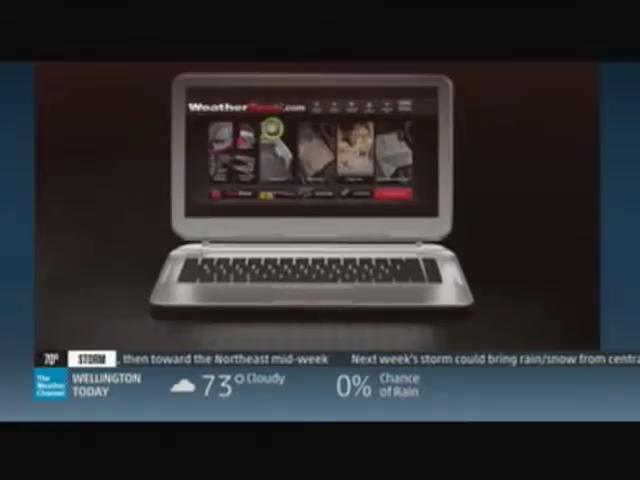 WeatherTech.com
70° STORM , then toward the Northeast mid-week Next week's storm could bring rain/snow from centra
The Weather Channel
WELLINGTON TODAY
73° Cloudy
0% Chance of Rain